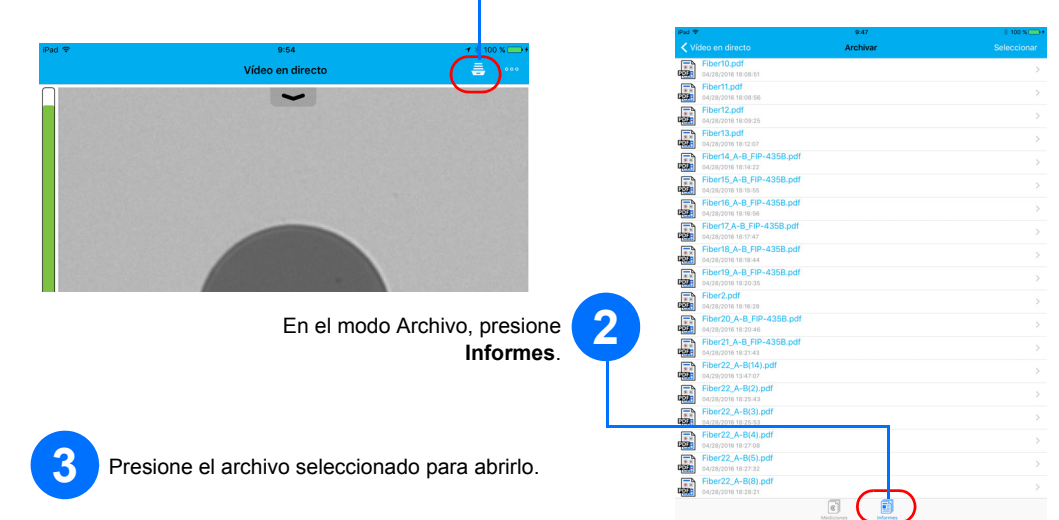 iPad 9:54 100 %
Vídeo en directo
En el modo Archivo, presione
Informes.
2
3
Presione el archivo seleccionado para abrirlo.
iPad 9:47 100 %
Vídeo en directo Archivar Seleccionar
Fiber10.pdf
04/28/2016 18:08:51
Fiber11.pdf
04/28/2016 18:08:56
Fiber12.pdf
04/28/2016 18:09:25
Fiber13.pdf
04/28/2016 18:12:07
Fiber14_A-B_FIP-435B.pdf
04/28/2016 18:14:22
Fiber15_A-B_FIP-435B.pdf
04/28/2016 18:15:55
Fiber16_A-B_FIP-435B.pdf
04/28/2016 18:16:56
Fiber17_A-B_FIP-435B.pdf
04/28/2016 18:17:47
Fiber18_A-B_FIP-435B.pdf
04/28/2016 18:18:44
Fiber19_A-B_FIP-435B.pdf
04/28/2016 18:20:35
Fiber2.pdf
04/28/2016 18:16:28
Fiber20_A-B_FIP-435B.pdf
04/28/2016 18:20:46
Fiber21_A-B_FIP-435B.pdf
04/28/2016 18:21:43
Fiber22_A-B(14).pdf
04/29/2016 13:47:07
Fiber22_A-B(2).pdf
04/28/2016 18:25:43
Fiber22_A-B(3).pdf
04/28/2016 18:25:53
Fiber22_A-B(4).pdf
04/28/2016 18:27:08
Fiber22_A-B(5).pdf
04/28/2016 18:27:32
Fiber22_A-B(8).pdf
04/28/2016 18:28:21
Mediciones Informes